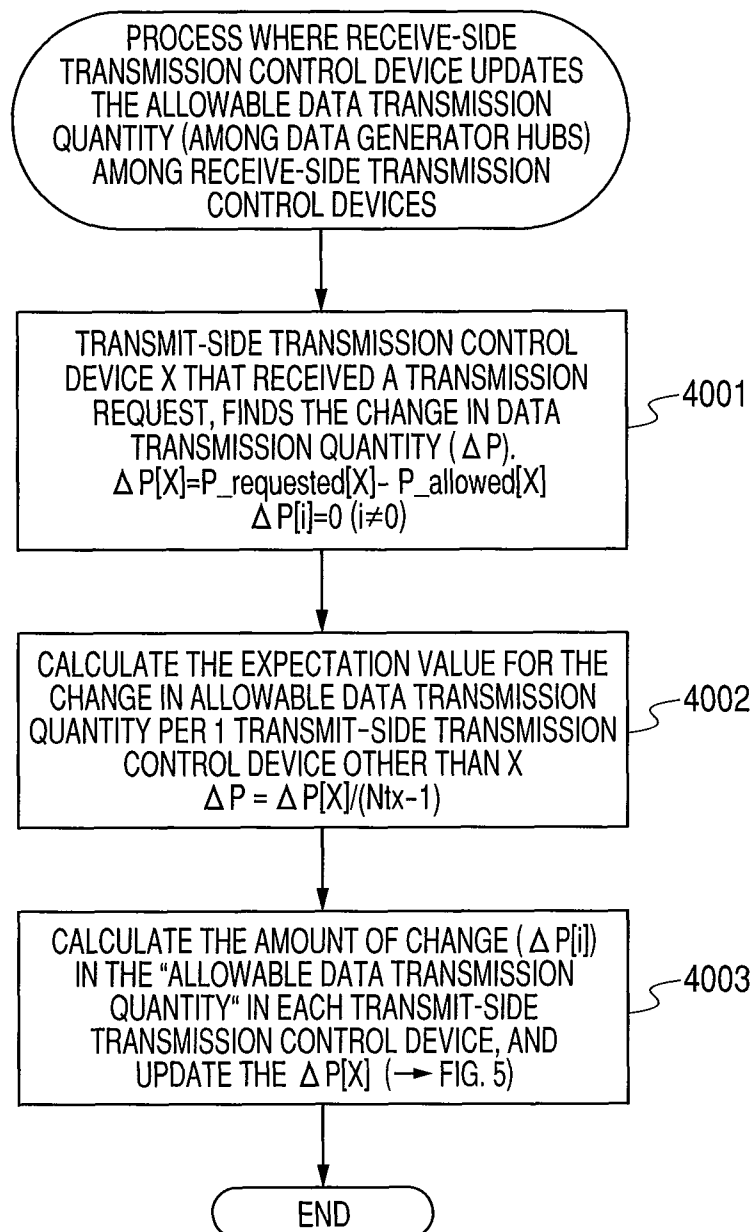 PROCESS WHERE RECEIVE-SIDE
TRANSMISSION CONTROL DEVICE UPDATES
THE ALLOWABLE DATA TRANSMISSION
QUANTITY (AMONG DATA GENERATOR HUBS)
AMONG RECEIVE-SIDE TRANSMISSION
CONTROL DEVICES
TRANSMIT-SIDE TRANSMISSION CONTROL
DEVICE X THAT RECEIVED A TRANSMISSION
REQUEST, FINDS THE CHANGE IN DATA
TRANSMISSION QUANTITY (ΔP).
ΔP[X]=P_requested[X]- P_allowed[X]
ΔP[i]=0 (i≠0)
4001
CALCULATE THE EXPECTATION VALUE FOR THE
CHANGE IN ALLOWABLE DATA TRANSMISSION
QUANTITY PER 1 TRANSMIT-SIDE TRANSMISSION
CONTROL DEVICE OTHER THAN X
ΔP = ΔP[X]/(Ntx-1)
4002
CALCULATE THE AMOUNT OF CHANGE (ΔP[i])
IN THE "ALLOWABLE DATA TRANSMISSION
QUANTITY" IN EACH TRANSMIT-SIDE
TRANSMISSION CONTROL DEVICE, AND
UPDATE THE ΔP[X] (→ FIG. 5)
4003
END